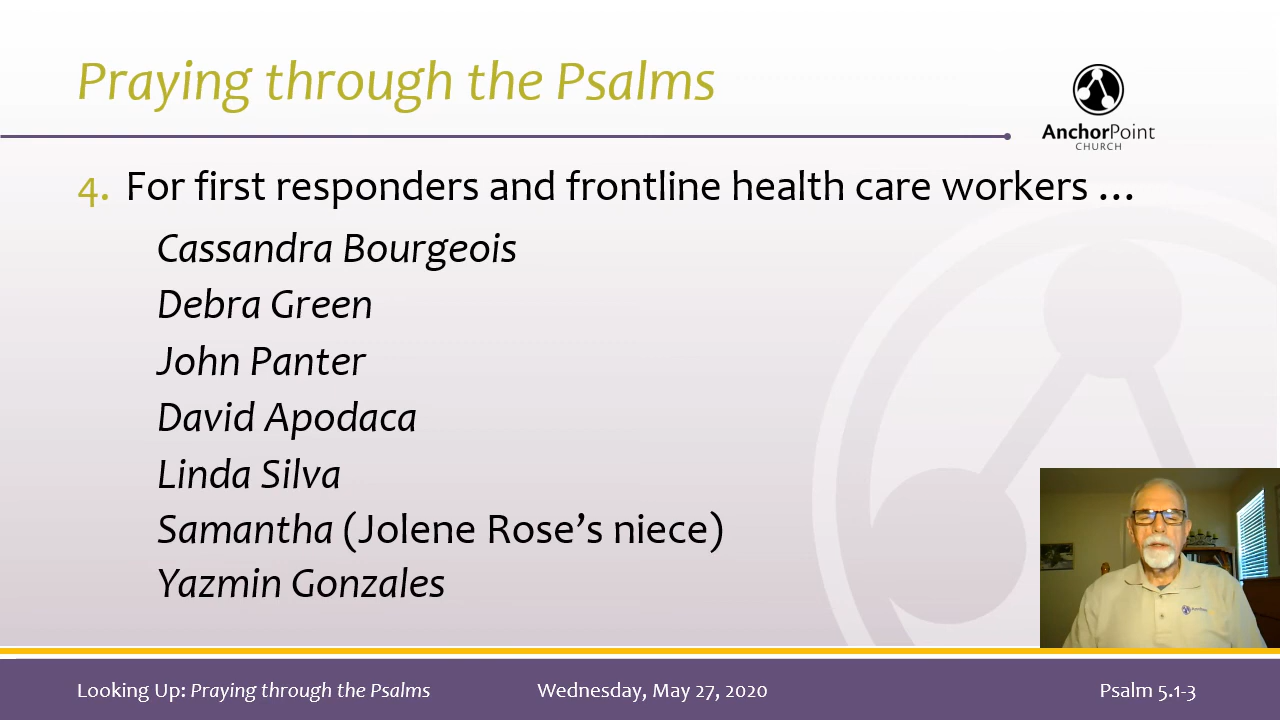 Praying through the Psalms
AnchorPoint
CHURCH
4. For first responders and frontline health care workers ...
Cassandra Bourgeois
Debra Green
John Panter
David Apodaca
Linda Silva
Samantha (Jolene Rose’s niece)
Yazmin Gonzales
Looking Up: Praying through the Psalms
Wednesday, May 27, 2020
Psalm 5.1-3